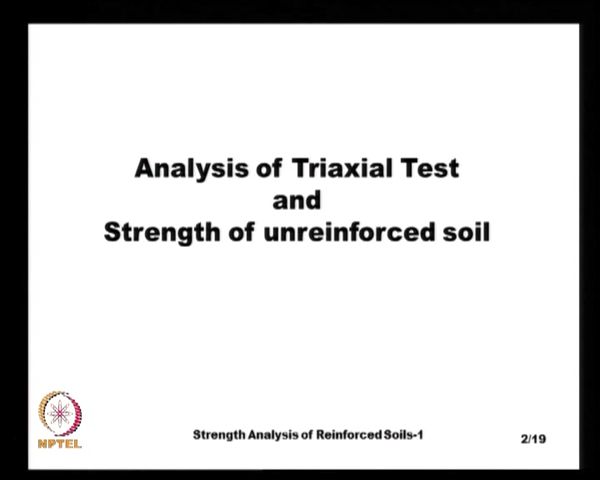 Analysis of Triaxial Test
and
Strength of unreinforced soil
NPTEL
Strength Analysis of Reinforced Soils-1
2/19